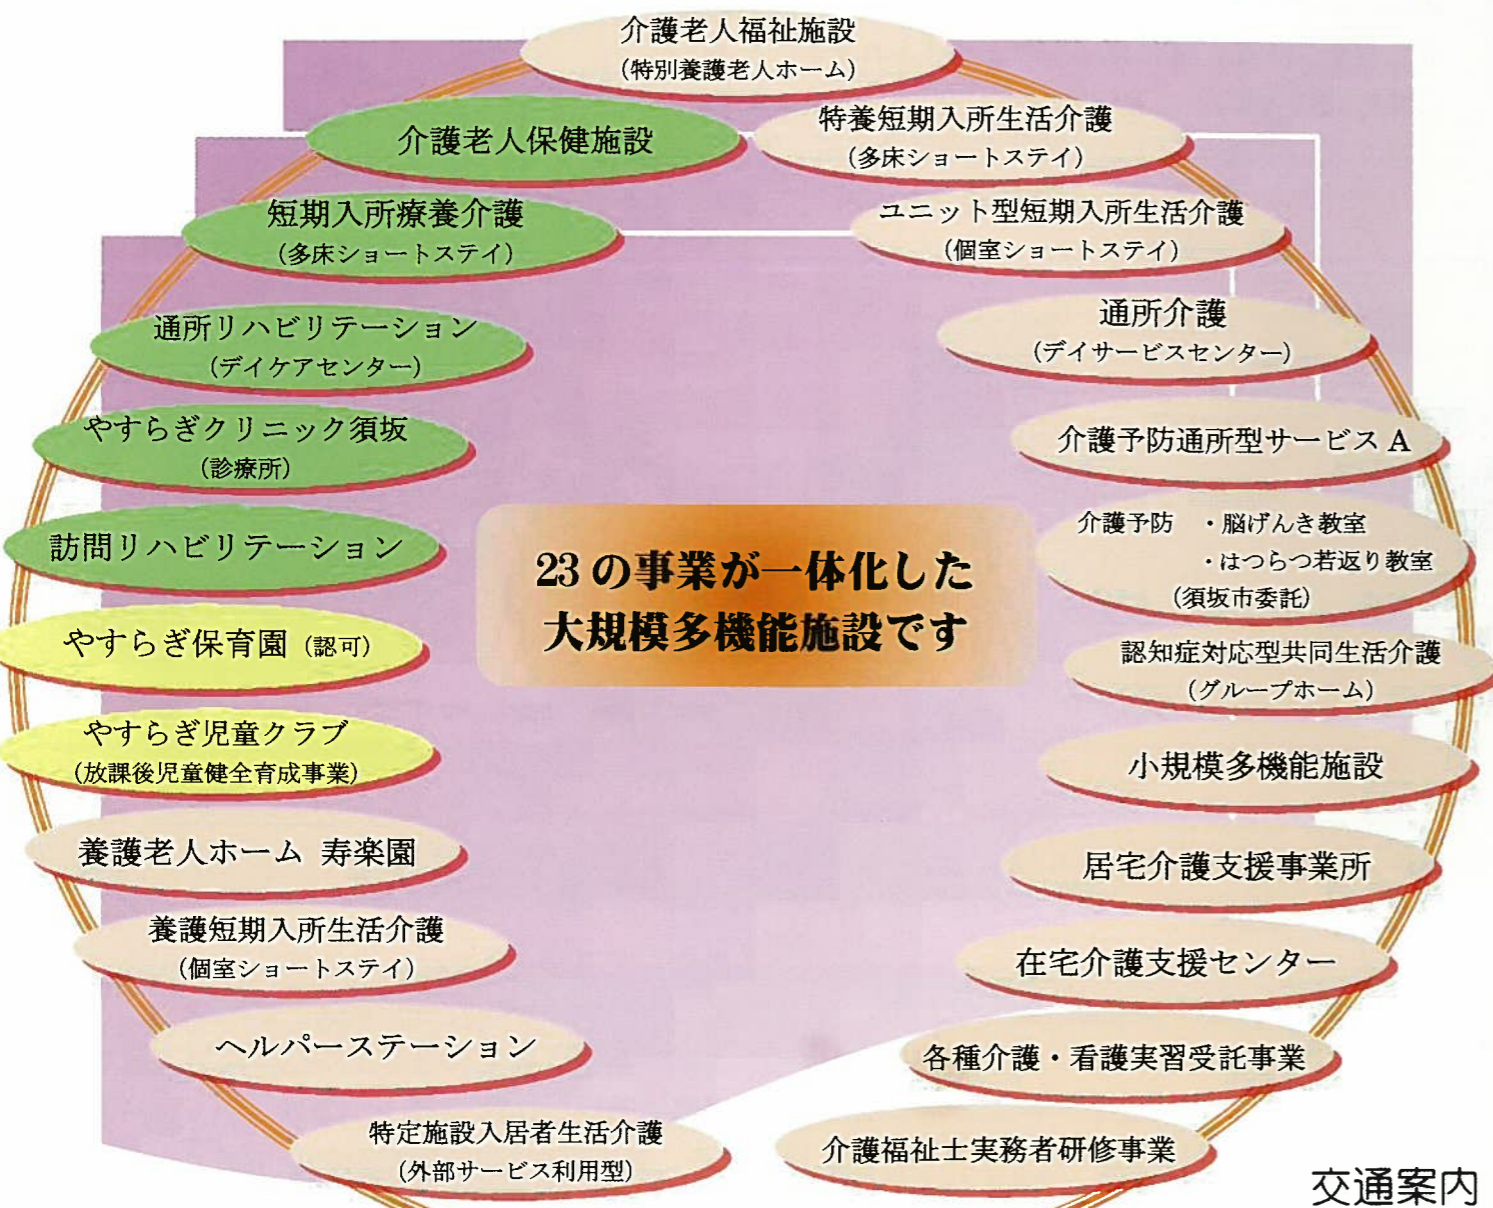 介護老人福祉施設
(特別養護老人ホーム)
介護老人保健施設
特養短期入所生活介護
(多床ショートステイ)
短期入所療養介護
(多床ショートステイ)
ユニット型短期入所生活介護
(個室ショートステイ)
通所リハビリテーション
(デイケアセンター)
通所介護
(デイサービスセンター)
やすらぎクリニック須坂
(診療所)
介護予防通所型サービス A
訪問リハビリテーション
介護予防 ・脳げんき教室
・はつらつ若返り教室
(須坂市委託)
23 の事業が一体化した
大規模多機能施設です
やすらぎ保育園 (認可)
認知症対応型共同生活介護
(グループホーム)
やすらぎ児童クラブ
(放課後児童健全育成事業)
小規模多機能施設
養護老人ホーム 寿楽園
居宅介護支援事業所
養護短期入所生活介護
(個室ショートステイ)
在宅介護支援センター
ヘルパーステーション
各種介護・看護実習受託事業
特定施設入居者生活介護
(外部サービス利用型)
介護福祉士実務者研修事業
交通案内